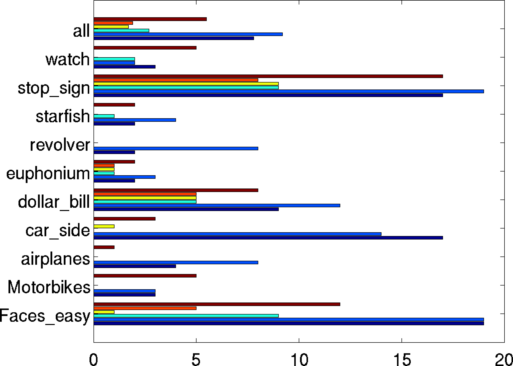 all
watch
stop_sign
starfish
revolver
euphonium
dollar_bill
car_side
airplanes
Motorbikes
Faces_easy
0 5 10 15 20